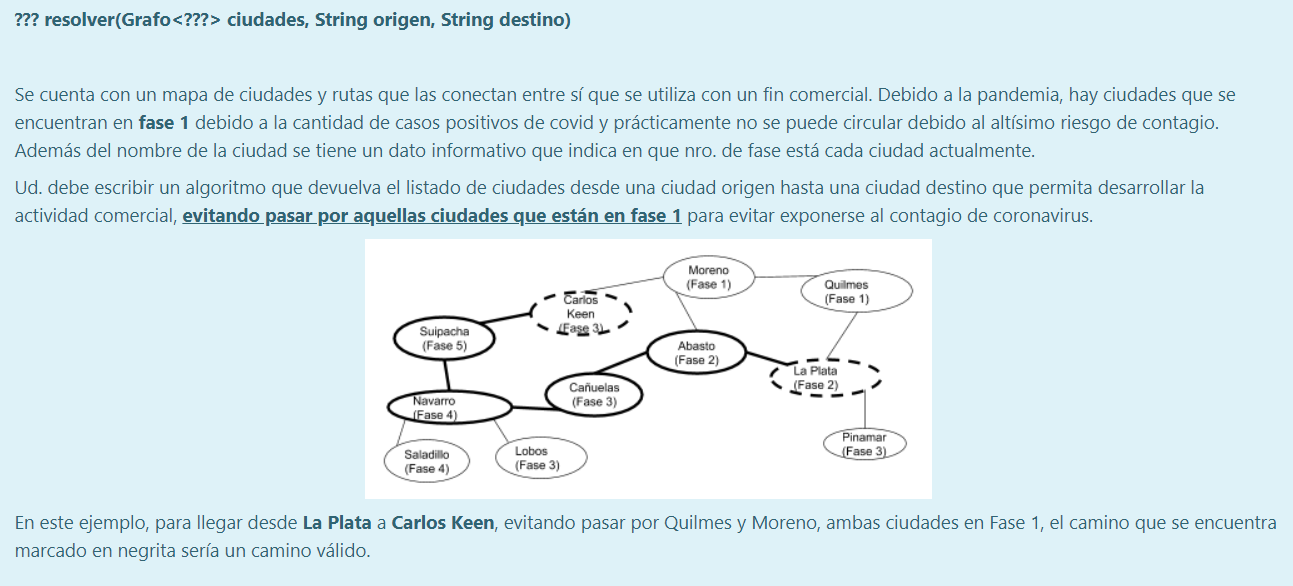 ??? resolver(Grafo<???> ciudades, String origen, String destino)
Se cuenta con un mapa de ciudades y rutas que las conectan entre sí que se utiliza con un fin comercial. Debido a la pandemia, hay ciudades que se
encuentran en fase 1 debido a la cantidad de casos positivos de covid y prácticamente no se puede circular debido al altísimo riesgo de contagio.
Además del nombre de la ciudad se tiene un dato informativo que indica en que nro. de fase está cada ciudad actualmente.
Ud. debe escribir un algoritmo que devuelva el listado de ciudades desde una ciudad origen hasta una ciudad destino que permita desarrollar la
actividad comercial, evitando pasar por aquellas ciudades que están en fase 1 para evitar exponerse al contagio de coronavirus.
Moreno
(Fase 1)
Quilmes
(Fase 1)
Carlos
Keen
(Fase 3)
Suipacha
(Fase 5)
Abasto
(Fase 2)
La Plata
(Fase 2)
Cañuelas
(Fase 3)
Navarro
(Fase 4)
Pinamar
(Fase 3)
Saladillo
(Fase 4)
Lobos
(Fase 3)
En este ejemplo, para llegar desde La Plata a Carlos Keen, evitando pasar por Quilmes y Moreno, ambas ciudades en Fase 1, el camino que se encuentra
marcado en negrita sería un camino válido.